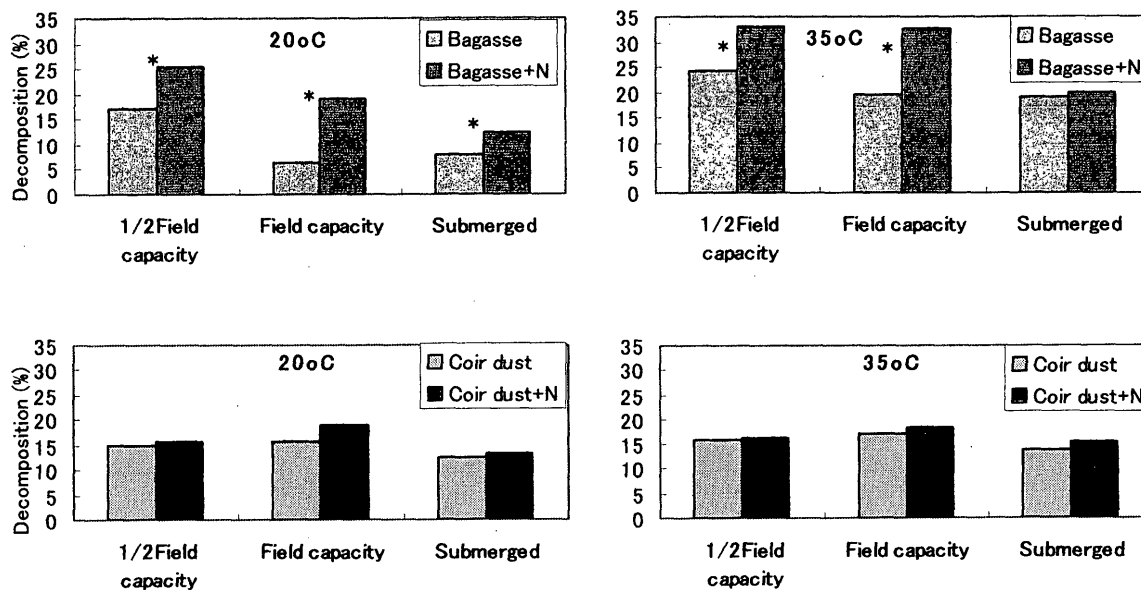 Decomposition (%)
35
30
25
20
15
10
5
0
20oC
Bagasse
Bagasse+N
*
*
*
1/2Field capacity
Field capacity
Submerged
35
30
25
20
15
10
5
0
35oC
Bagasse
Bagasse+N
*
*
1/2Field capacity
Field capacity
Submerged
Decomposition (%)
35
30
25
20
15
10
5
0
20oC
Coir dust
Coir dust+N
1/2Field capacity
Field capacity
Submerged
35
30
25
20
15
10
5
0
35oC
Coir dust
Coir dust+N
1/2Field capacity
Field capacity
Submerged